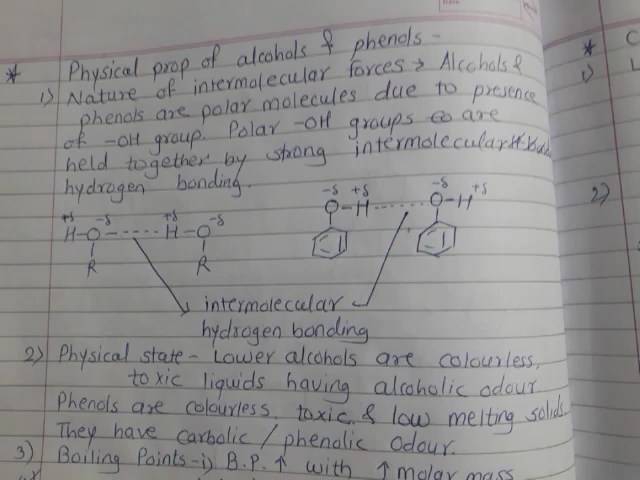 * Physical prop of alcohols & phenols -
i) Nature of intermolecular forces → Alcohols &
phenols are polar molecules due to presence
of -OH group. Polar -OH groups are
held together by strong intermolecular
hydrogen bonding.
-δ +δ -δ +δ
O-H ...... O-H
+δ -δ +δ -δ
H-O ------ H-O
R R
intermolecular
hydrogen bonding
2) Physical state - Lower alcohols are colourless,
toxic liquids having alcoholic odour
Phenols are colourless, toxic & low melting solids
They have carbolic / phenolic odour.
3) Boiling Points - i) B.P. ↑ with ↑ molar mass
* C
i)
2)